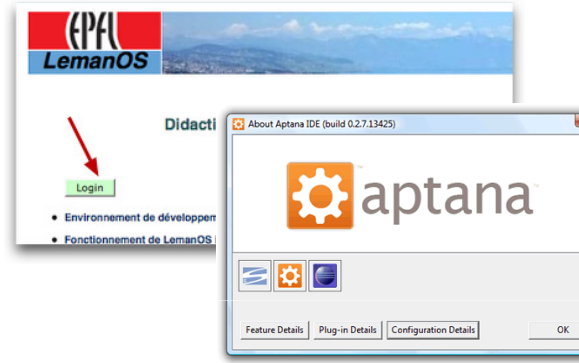 EPFL
LemanOS
Didacti
Login
• Environnement de développem
• Fonctionnement de LemanOS
About Aptana IDE (build 0.2.7.13425)
aptana™
Feature Details
Plug-in Details
Configuration Details
OK